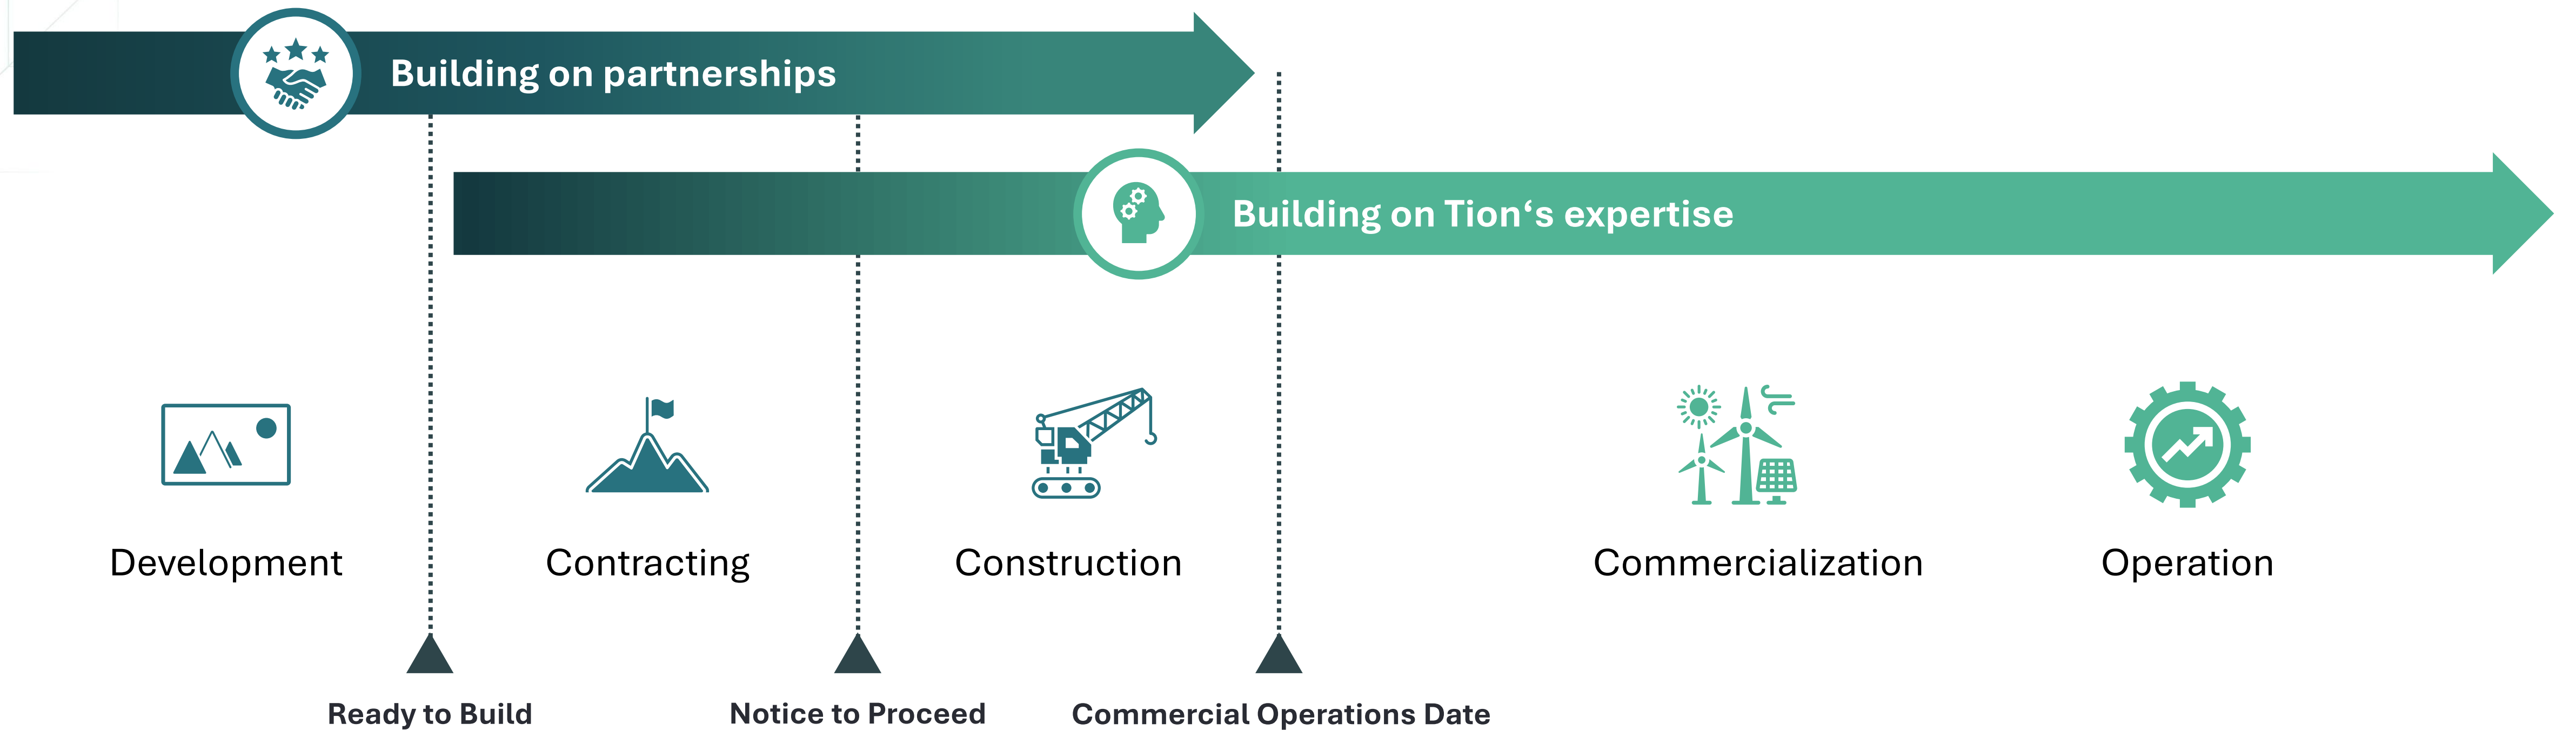 Building on partnerships
Building on Tion‘s expertise
Development
Contracting
Construction
Commercialization
Operation
Ready to Build
Notice to Proceed
Commercial Operations Date